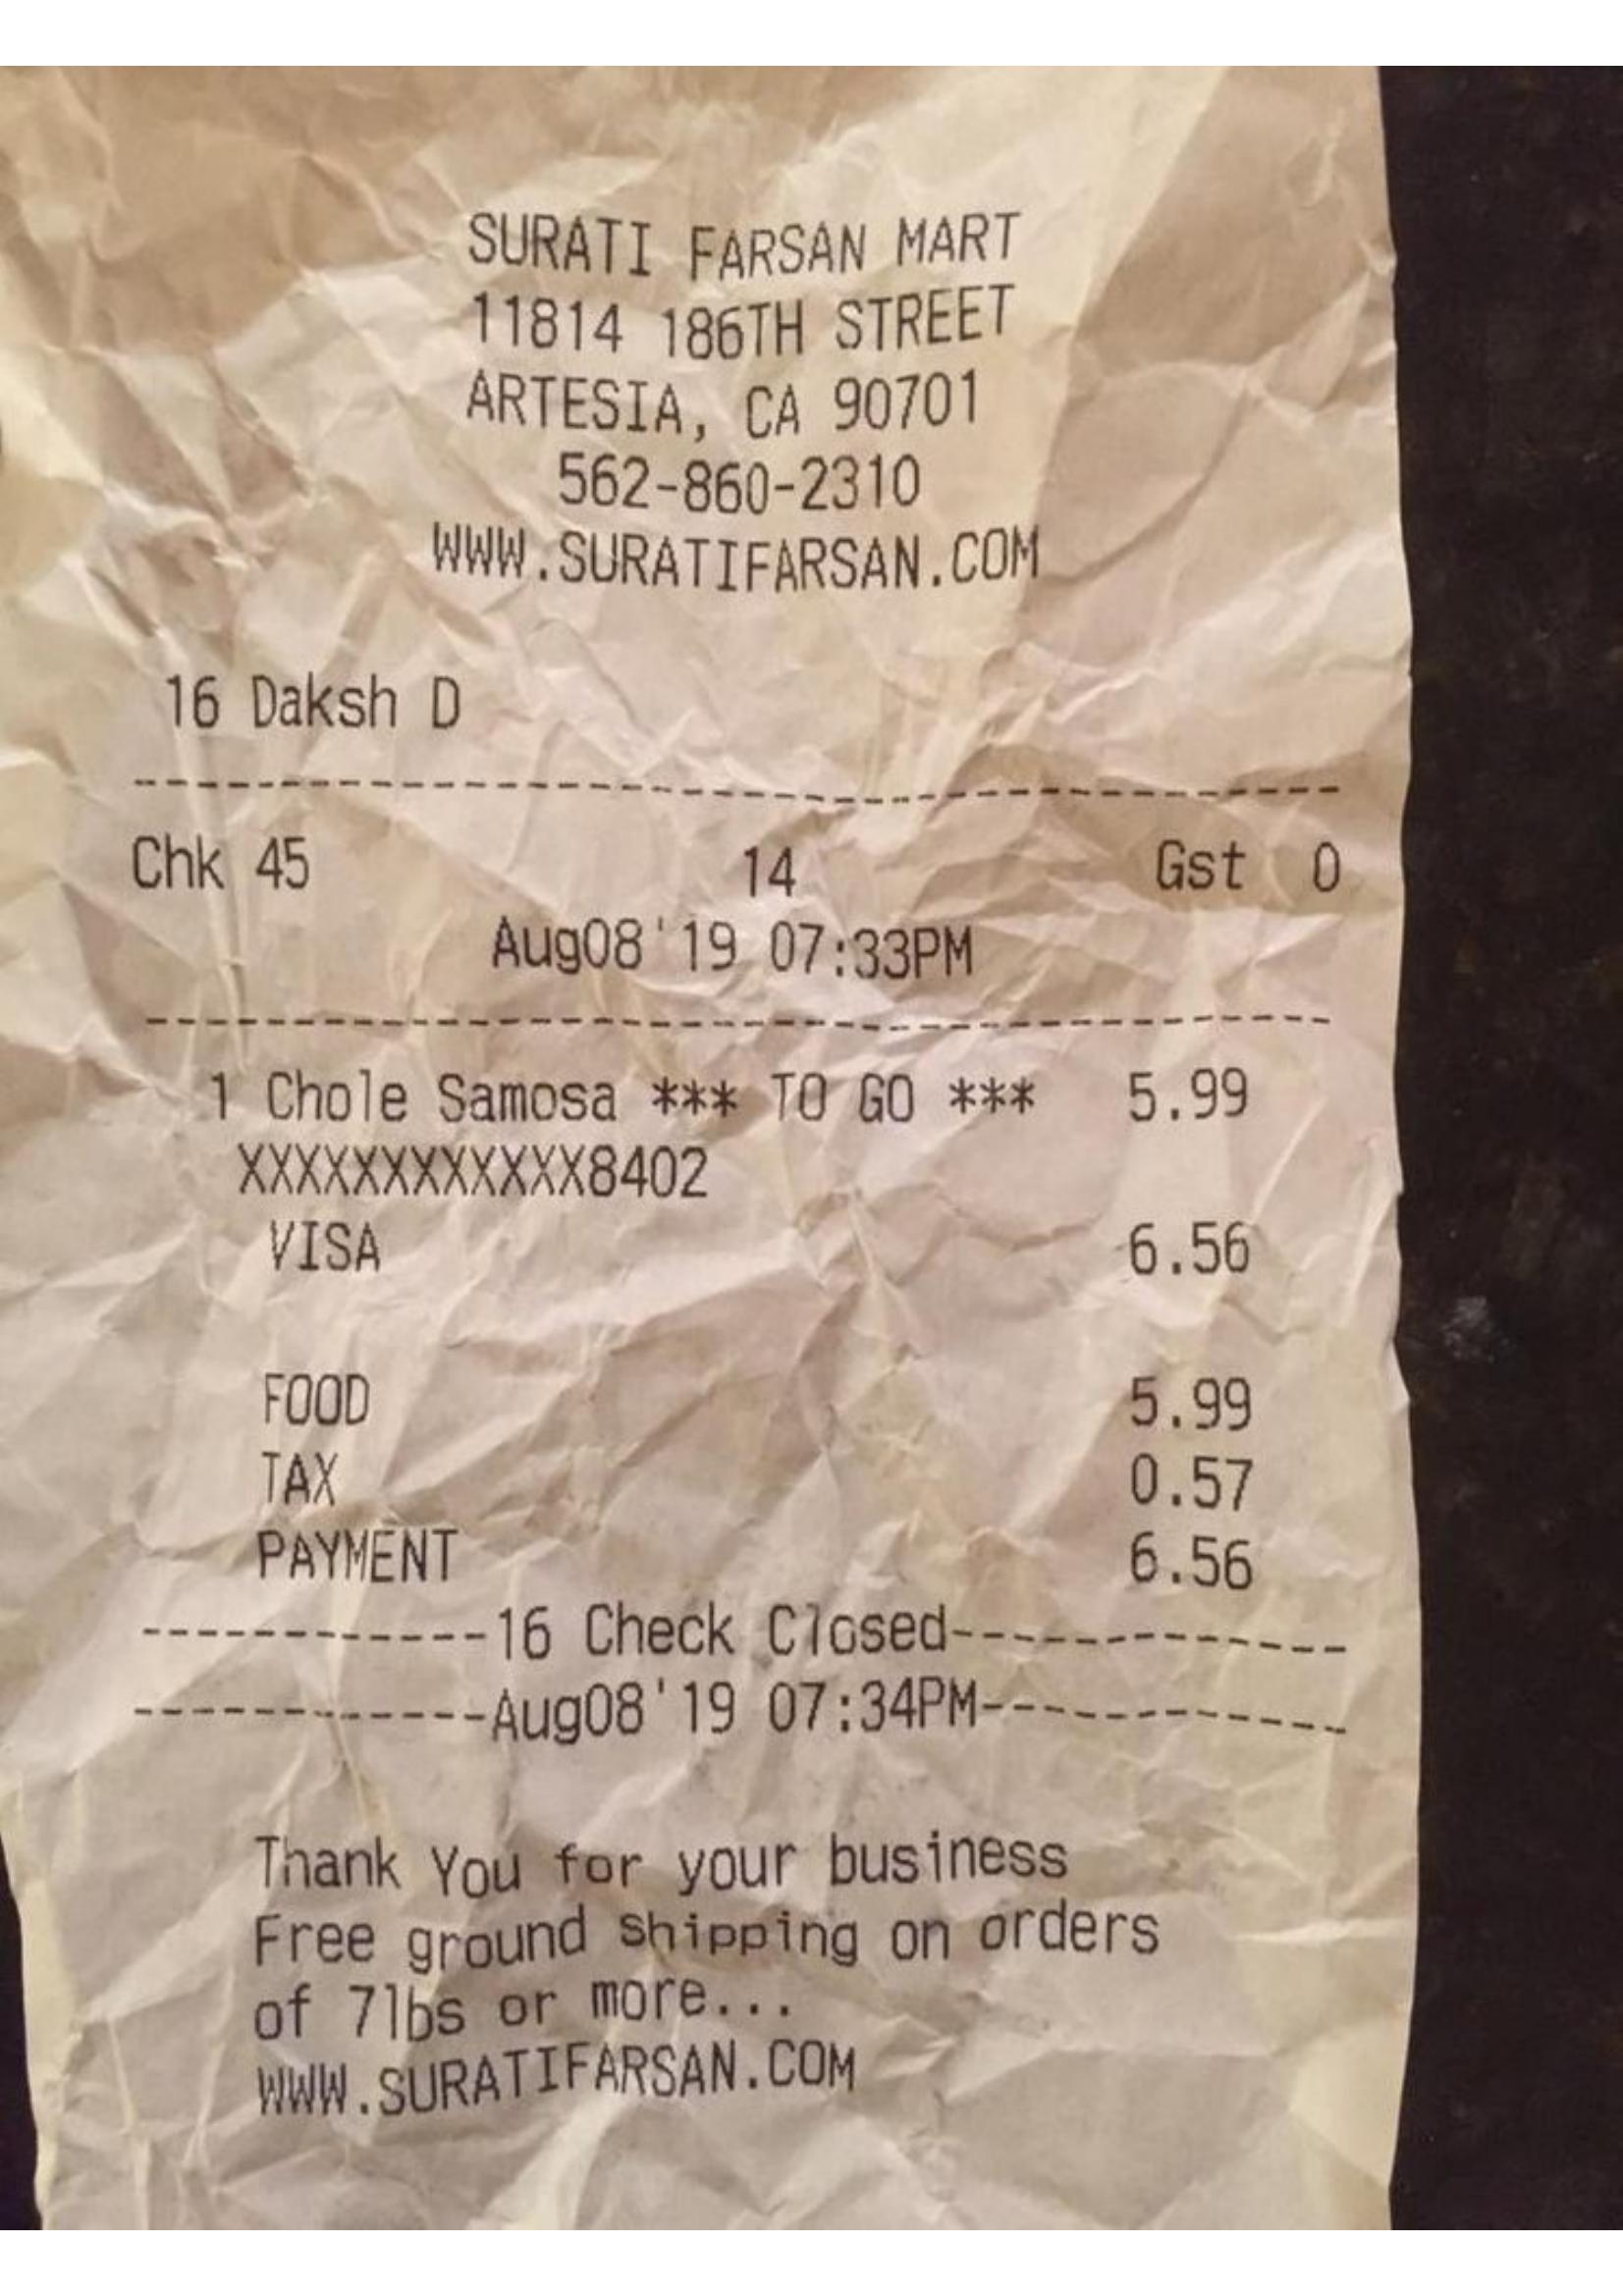 SURATI FARSAN MART
11814 186TH STREET
ARTESIA, CA 90701
562-860-2310
WWW.SURATIFARSAN.COM
16 Daksh D
--------------------------------------------
Chk 45 14 Gst 0
Aug08'19 07:33PM
--------------------------------------------
1 Chole Samosa *** TO GO *** 5.99
XXXXXXXXXXXX8402
VISA 6.56
FOOD 5.99
TAX 0.57
PAYMENT 6.56
------------16 Check Closed--------------
------------Aug08'19 07:34PM-------------
Thank You for your business
Free ground shipping on orders
of 7lbs or more...
WWW.SURATIFARSAN.COM